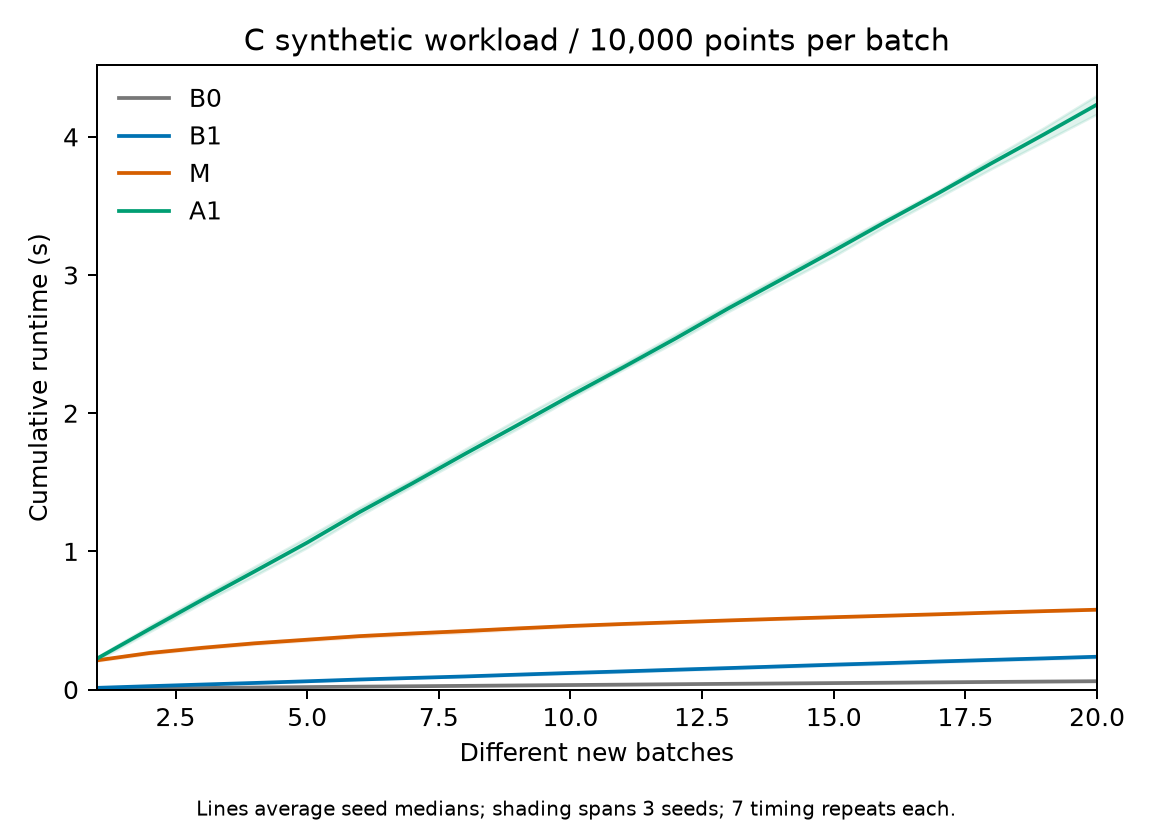 C synthetic workload / 10,000 points per batch
B0
B1
M
A1
Cumulative runtime (s)
4
3
2
1
0
2.5 5.0 7.5 10.0 12.5 15.0 17.5 20.0
Different new batches
Lines average seed medians; shading spans 3 seeds; 7 timing repeats each.